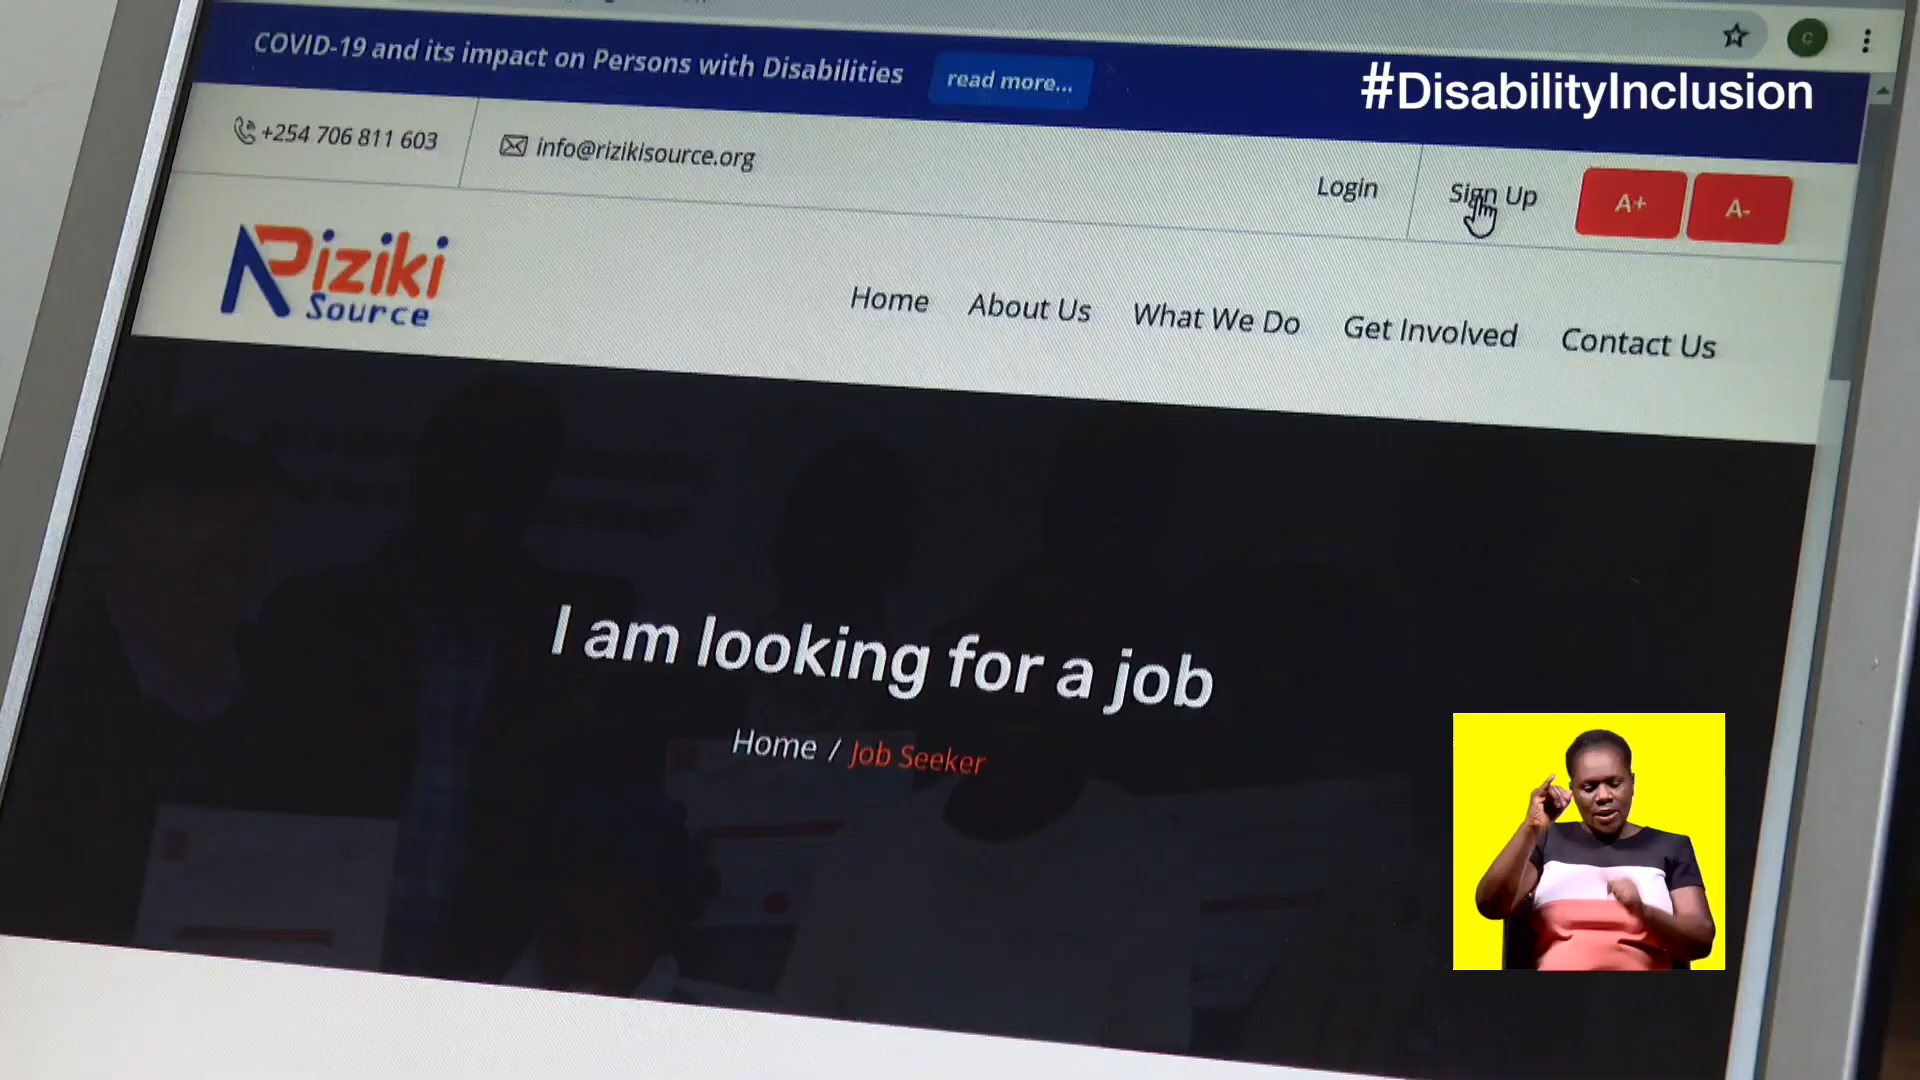 COVID-19 and its impact on Persons with Disabilities read more...
C
#DisabilityInclusion
+254 706 811 603
info@rizikisource.org
Login
Sign Up
A+
A-
Riziki
Source
Home
About Us
What We Do
Get Involved
Contact Us
I am looking for a job
Home / Job Seeker